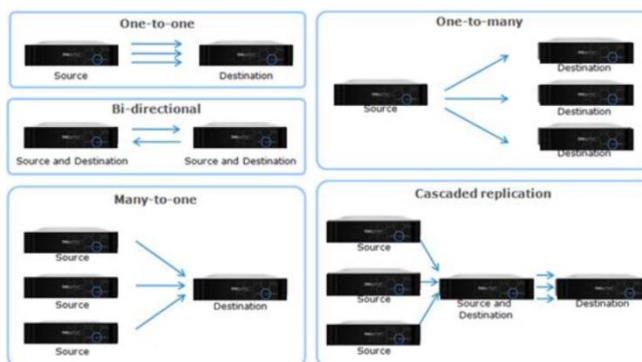 One-to-one
Source
Destination
Bi-directional
Source and Destination
Source and Destination
Many-to-one
Source
Source
Source
Destination
One-to-many
Source
Destination
Destination
Destination
Cascaded replication
Source
Source
Source
Source and
Destination
Destination